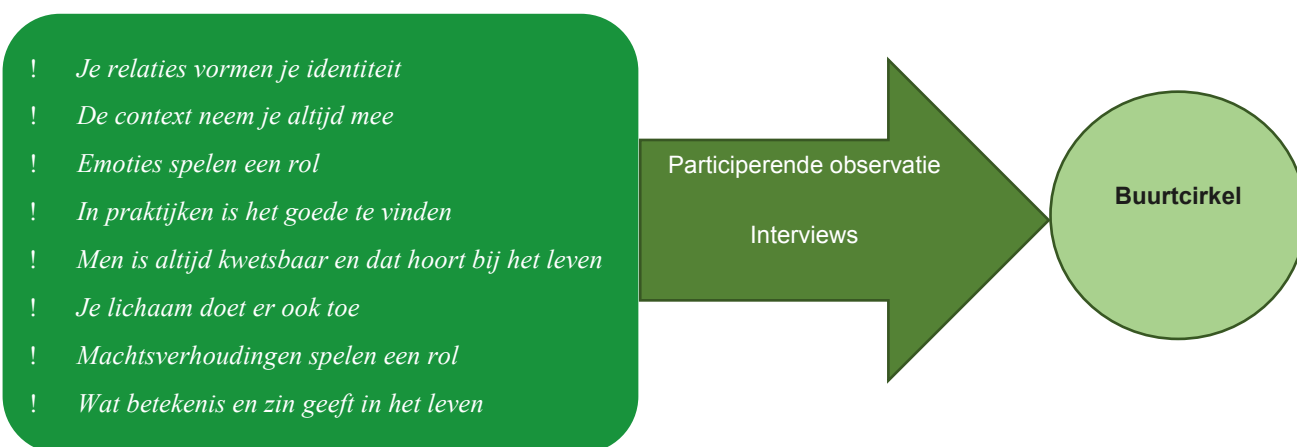 ! Je relaties vormen je identiteit
! De context neem je altijd mee
! Emoties spelen een rol
! In praktijken is het goede te vinden
! Men is altijd kwetsbaar en dat hoort bij het leven
! Je lichaam doet er ook toe
! Machtsverhoudingen spelen een rol
! Wat betekenis en zin geeft in het leven
Participerende observatie
Interviews
Buurtcirkel